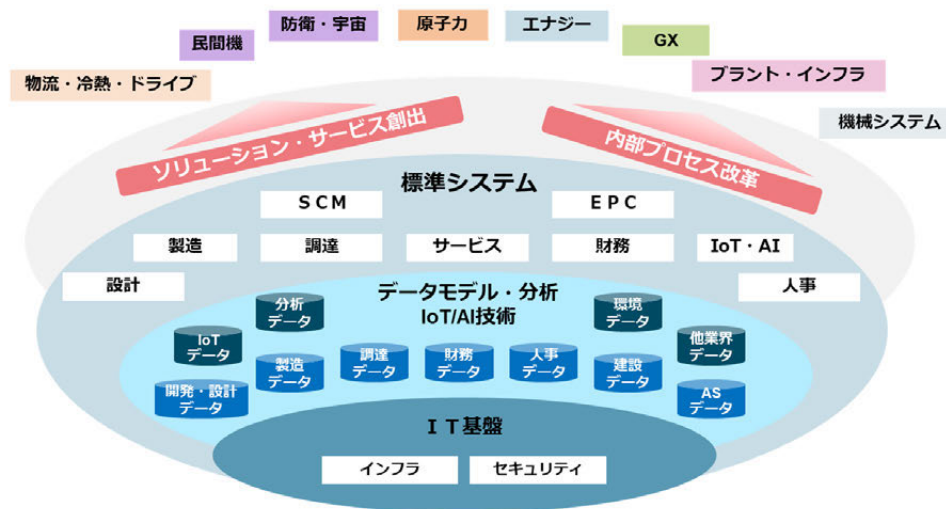 防衛・宇宙
原子力
エナジー
民間機
GX
物流・冷熱・ドライブ
プラント・インフラ
機械システム
ソリューション・サービス創出
内部プロセス改革
標準システム
SCM
EPC
製造
調達
サービス
財務
IoT・AI
設計
人事
データモデル・分析
IoT/AI技術
分析
データ
環境
データ
IoT
データ
他業界
データ
製造
データ
調達
データ
財務
データ
人事
データ
建設
データ
開発・設計
データ
AS
データ
IT基盤
インフラ
セキュリティ